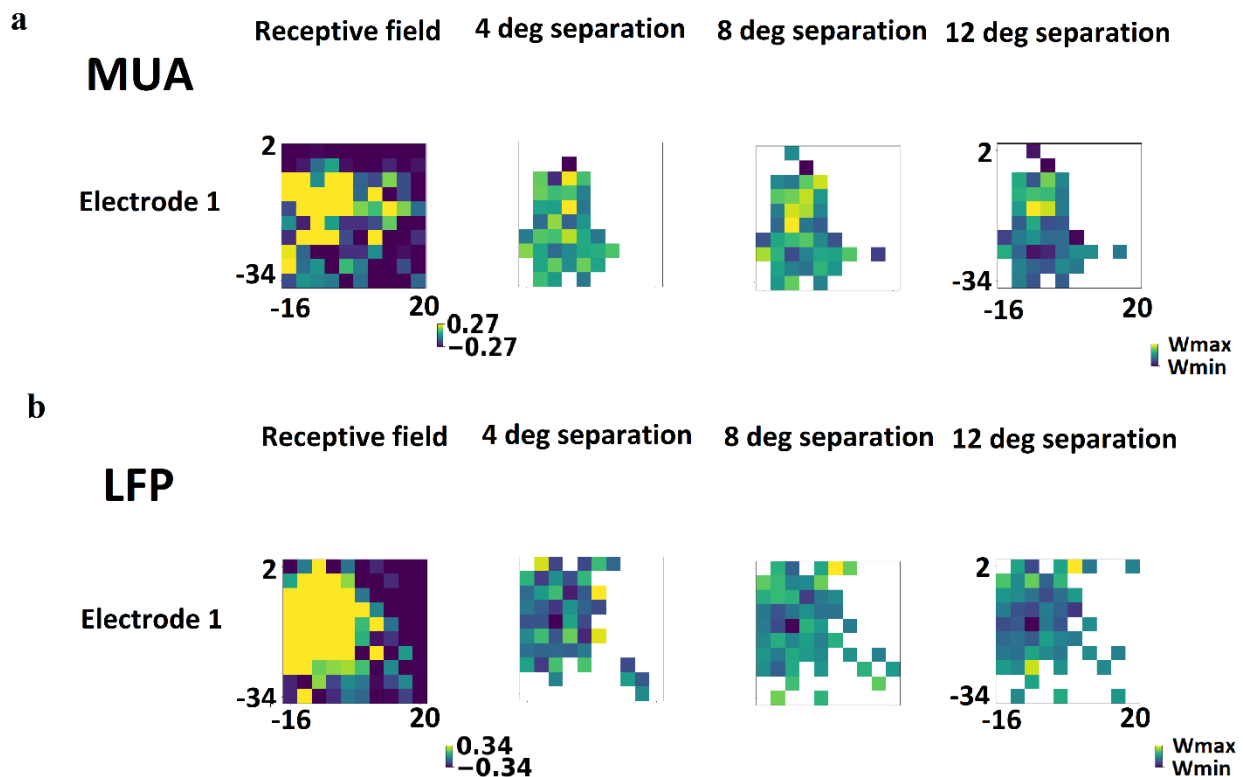 a
Receptive field 4 deg separation 8 deg separation 12 deg separation
MUA
2 2
Electrode 1
-34 -34
-16 20 -16 20
0.27
−0.27
Wmax
Wmin
b
Receptive field 4 deg separation 8 deg separation 12 deg separation
LFP
2 2
Electrode 1
-34 -34
-16 20 -16 20
0.34
−0.34
Wmax
Wmin